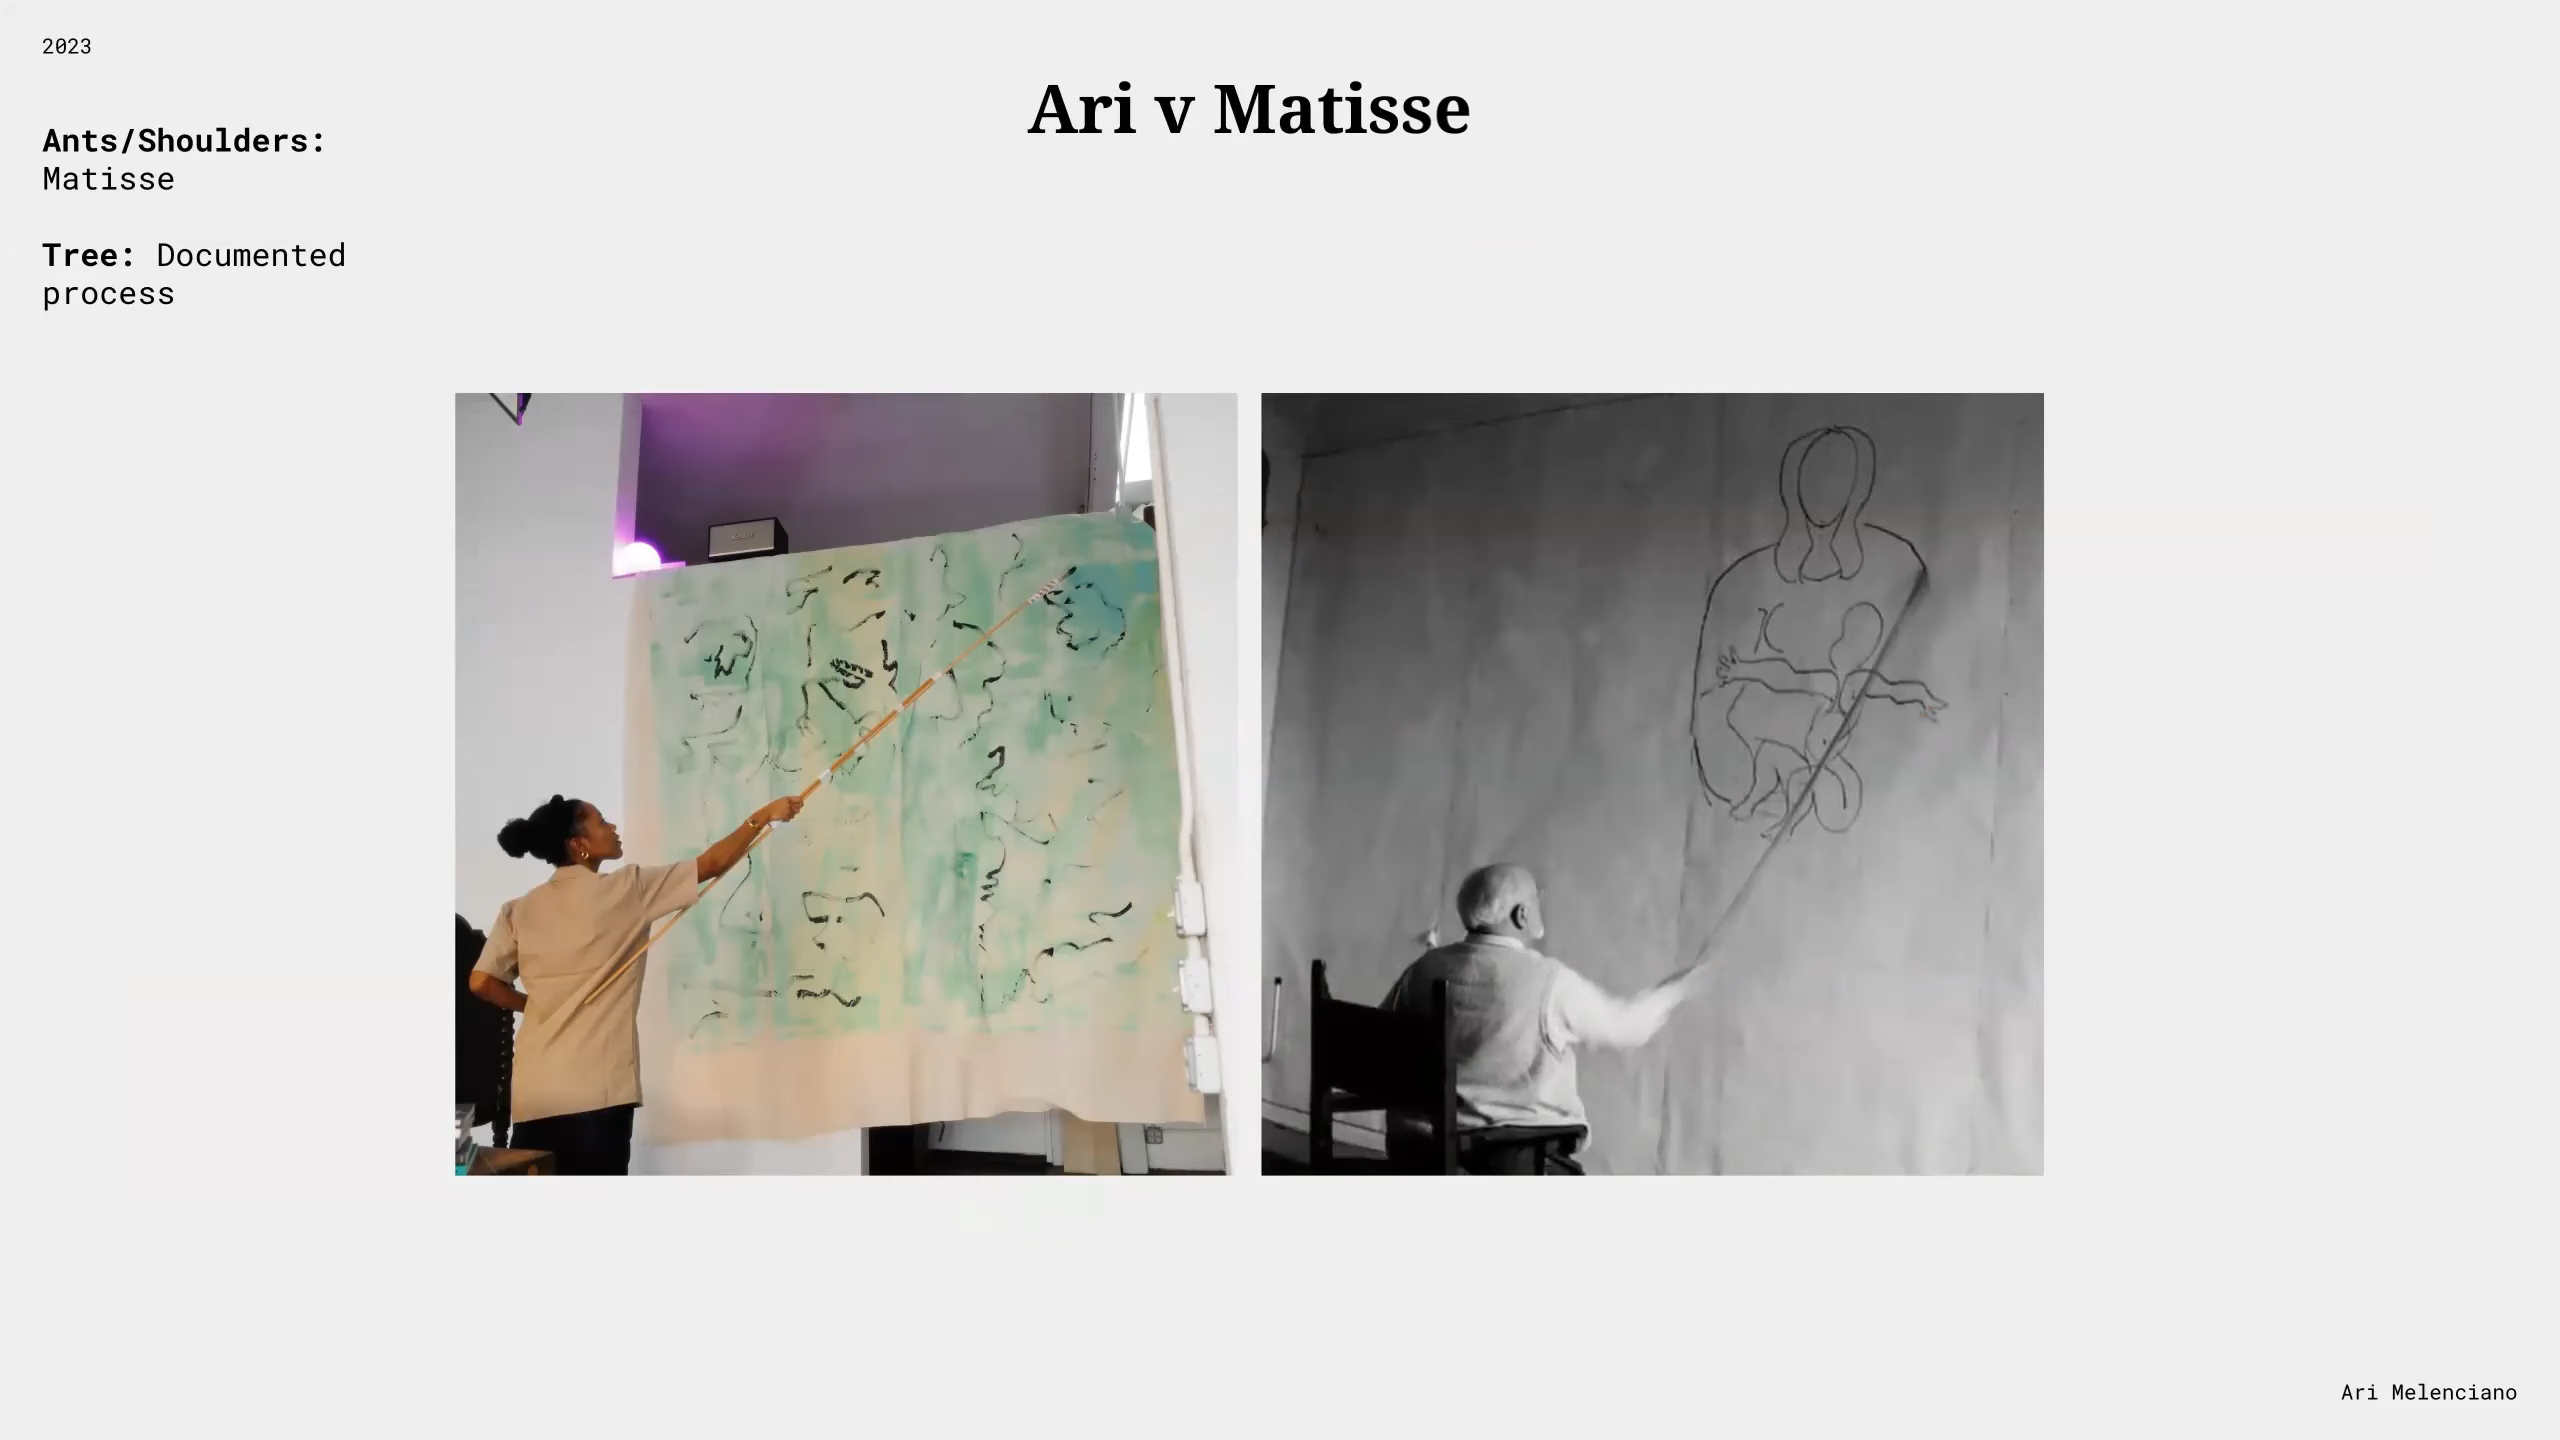 2023
Ari v Matisse
Ants/Shoulders:
Matisse
Tree: Documented
process
Ari Melenciano